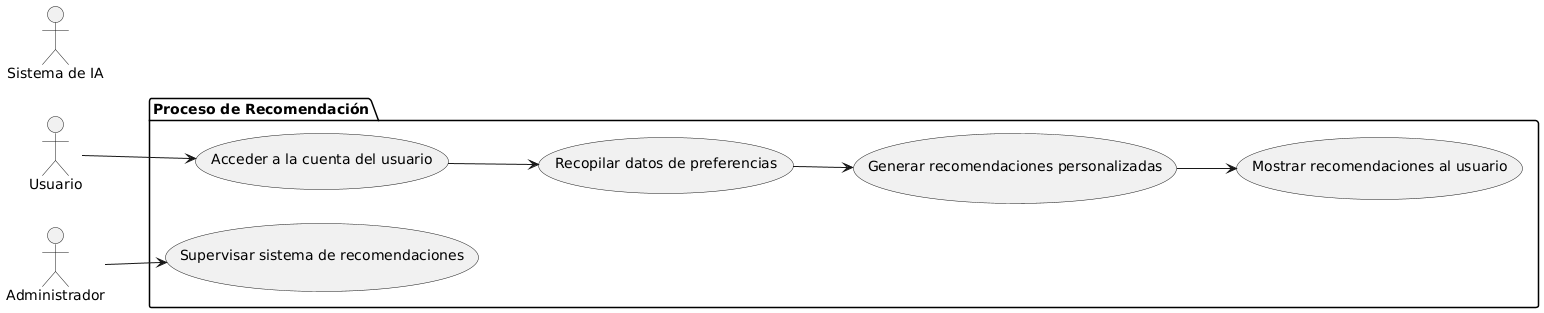 Sistema de IA
Proceso de Recomendación
Usuario
Acceder a la cuenta del usuario
Recopilar datos de preferencias
Generar recomendaciones personalizadas
Mostrar recomendaciones al usuario
Administrador
Supervisar sistema de recomendaciones